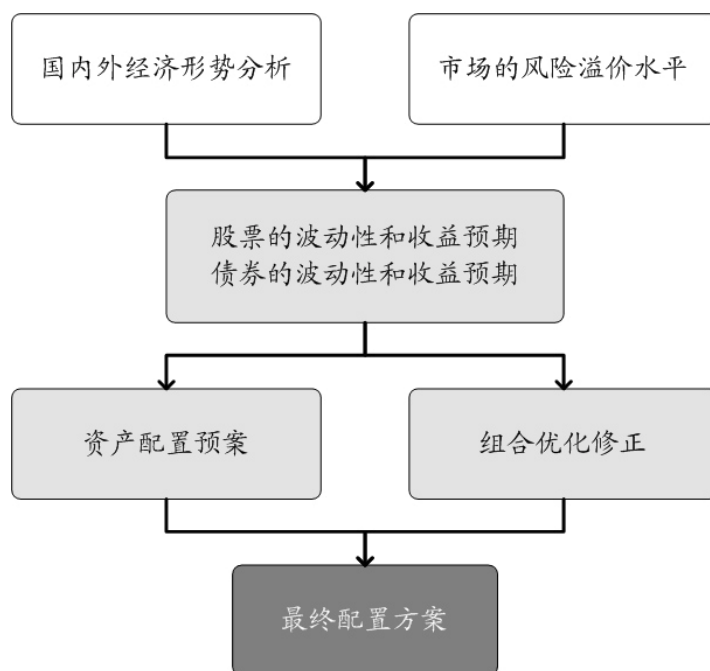 国内外经济形势分析
市场的风险溢价水平
股票的波动性和收益预期
债券的波动性和收益预期
资产配置预案
组合优化修正
最终配置方案